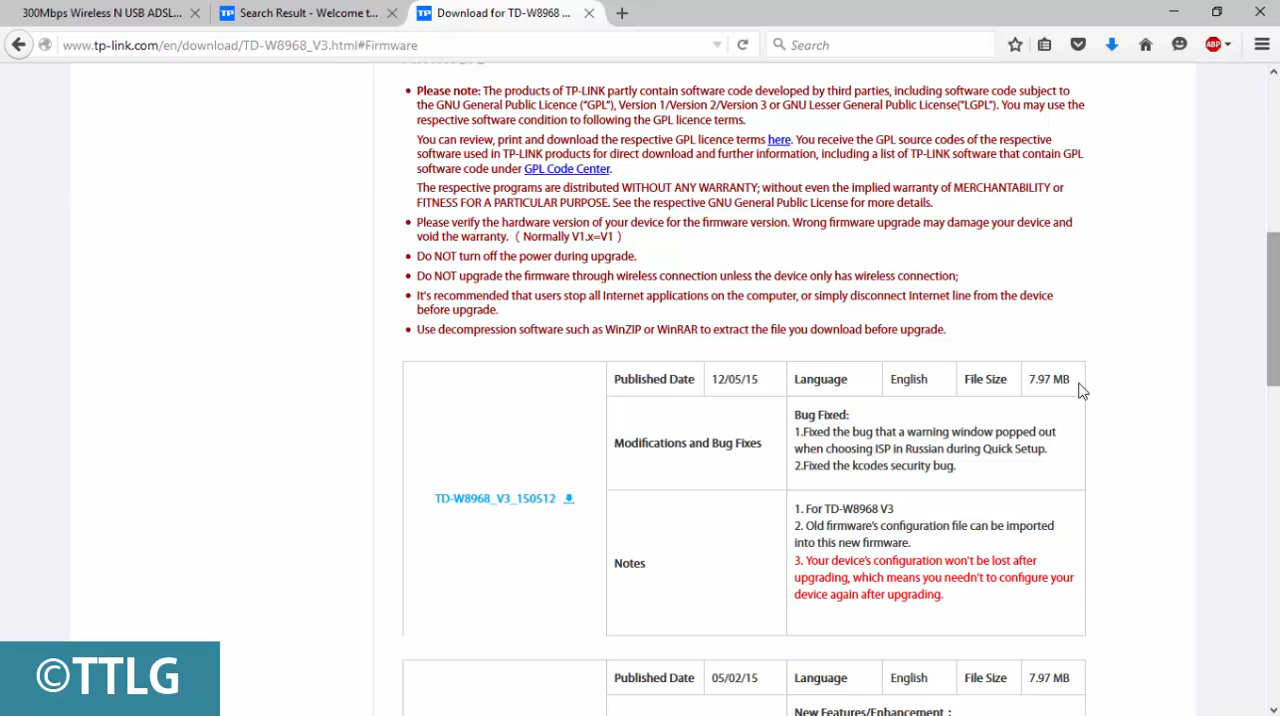 300Mbps Wireless N USB ADSL...
Search Result - Welcome t...
Download for TD-W8968 ...
www.tp-link.com/en/download/TD-W8968_V3.html#Firmware
Search
ABP
Please note: The products of TP-LINK partly contain software code developed by third parties, including software code subject to
the GNU General Public Licence ("GPL"), Version 1/Version 2/Version 3 or GNU Lesser General Public License("LGPL"). You may use the
respective software condition to following the GPL licence terms.
You can review, print and download the respective GPL licence terms here. You receive the GPL source codes of the respective
software used in TP-LINK products for direct download and further information, including a list of TP-LINK software that contain GPL
software code under GPL Code Center.
The respective programs are distributed WITHOUT ANY WARRANTY; without even the implied warranty of MERCHANTABILITY or
FITNESS FOR A PARTICULAR PURPOSE. See the respective GNU General Public License for more details.
Please verify the hardware version of your device for the firmware version. Wrong firmware upgrade may damage your device and
void the warranty.（ Normally V1.x=V1 ）
Do NOT turn off the power during upgrade.
Do NOT upgrade the firmware through wireless connection unless the device only has wireless connection;
It's recommended that users stop all Internet applications on the computer, or simply disconnect Internet line from the device
before upgrade.
Use decompression software such as WinZIP or WinRAR to extract the file you download before upgrade.
TD-W8968_V3_150512
Published Date 12/05/15 Language English File Size 7.97 MB
Modifications and Bug Fixes
Bug Fixed:
1.Fixed the bug that a warning window popped out
when choosing ISP in Russian during Quick Setup.
2.Fixed the kcodes security bug.
Notes
1. For TD-W8968 V3
2. Old firmware's configuration file can be imported
into this new firmware.
3. Your device's configuration won't be lost after
upgrading, which means you needn't to configure your
device again after upgrading.
Published Date 05/02/15 Language English File Size 7.97 MB
New Features/Enhancement：
©TTLG